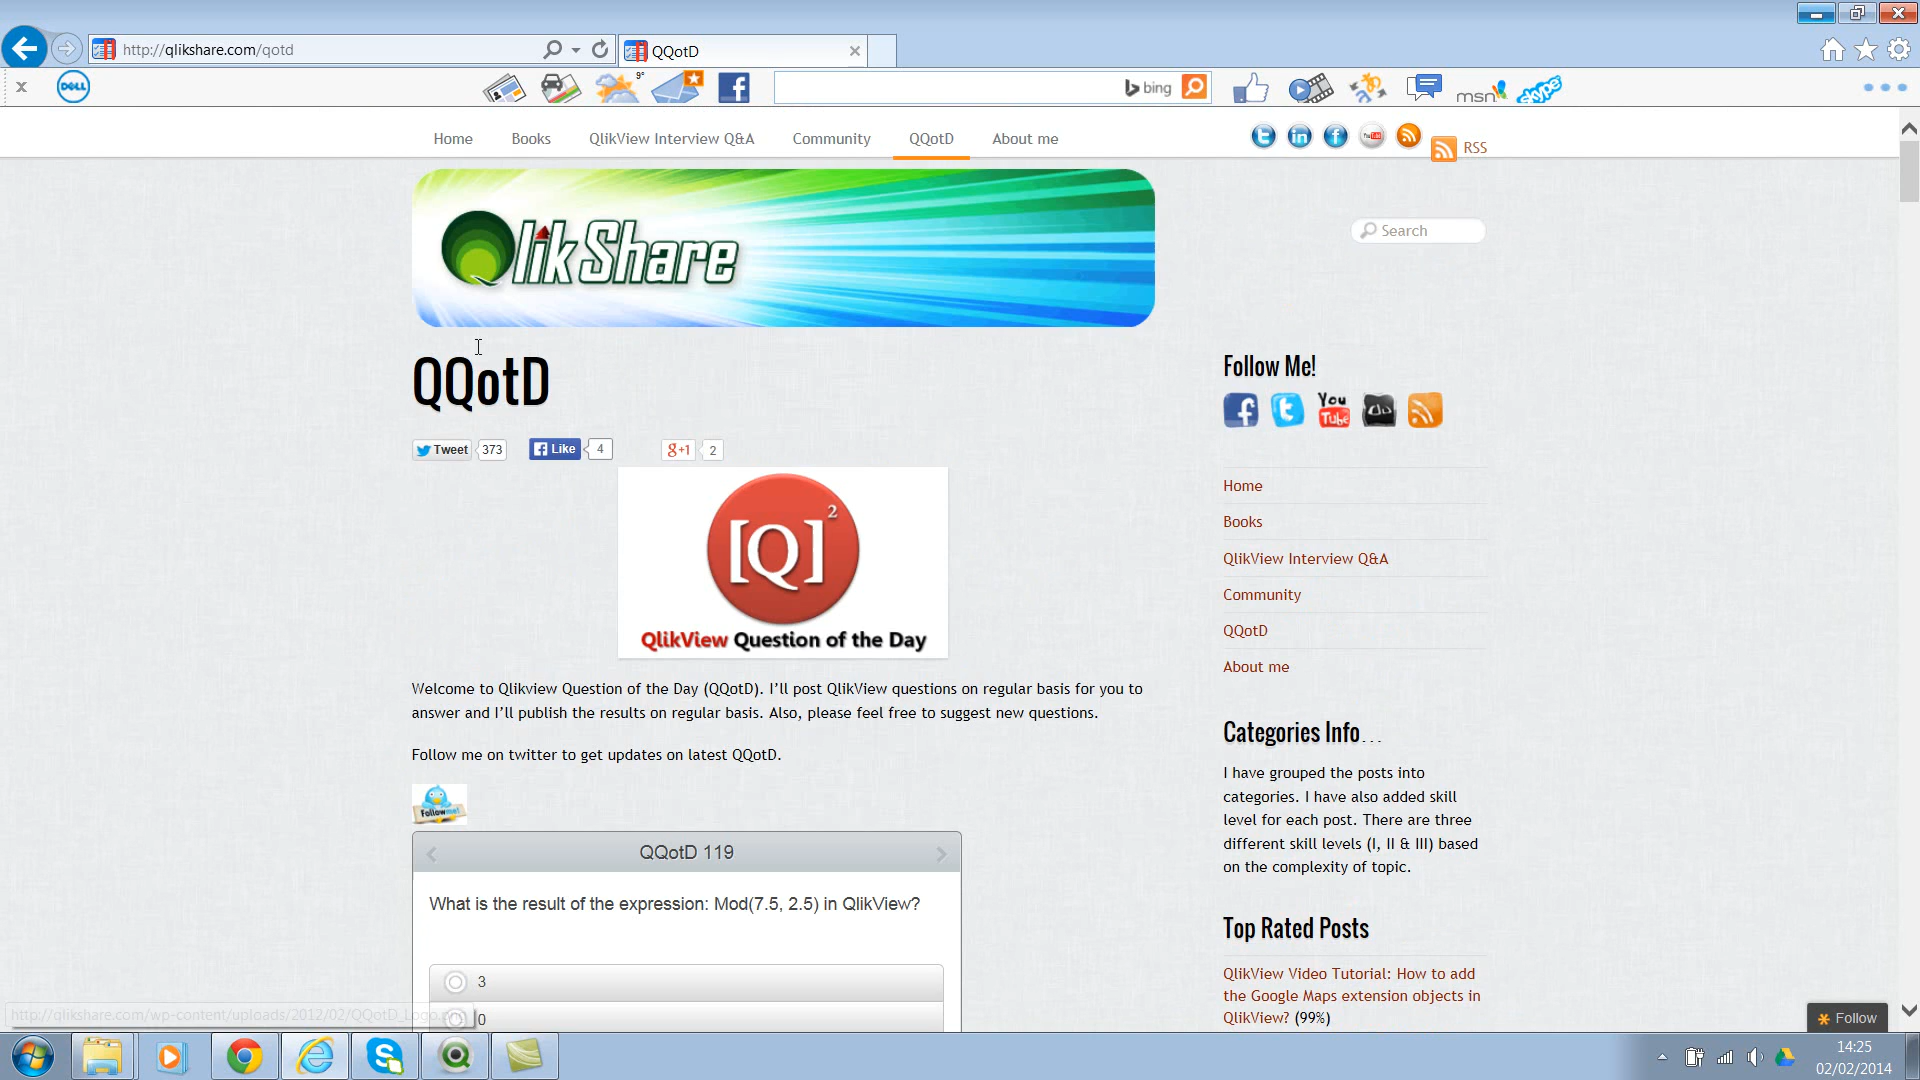 http://qlikshare.com/qotd
QQotD
DELL
9°
bing
msn
skype
Home Books QlikView Interview Q&A Community QQotD About me
RSS
QlikShare
Search
QQotD
Tweet 373 Like 4 g+1 2
[Q]2
QlikView Question of the Day
Welcome to Qlikview Question of the Day (QQotD). I’ll post QlikView questions on regular basis for you to
answer and I’ll publish the results on regular basis. Also, please feel free to suggest new questions.
Follow me on twitter to get updates on latest QQotD.
Follow me!
QQotD 119
What is the result of the expression: Mod(7.5, 2.5) in QlikView?
3
0
Follow Me!
You
Tube
Home
Books
QlikView Interview Q&A
Community
QQotD
About me
Categories Info…
I have grouped the posts into
categories. I have also added skill
level for each post. There are three
different skill levels (I, II & III) based
on the complexity of topic.
Top Rated Posts
QlikView Video Tutorial: How to add
the Google Maps extension objects in
QlikView? (99%)
Follow
14:25
02/02/2014